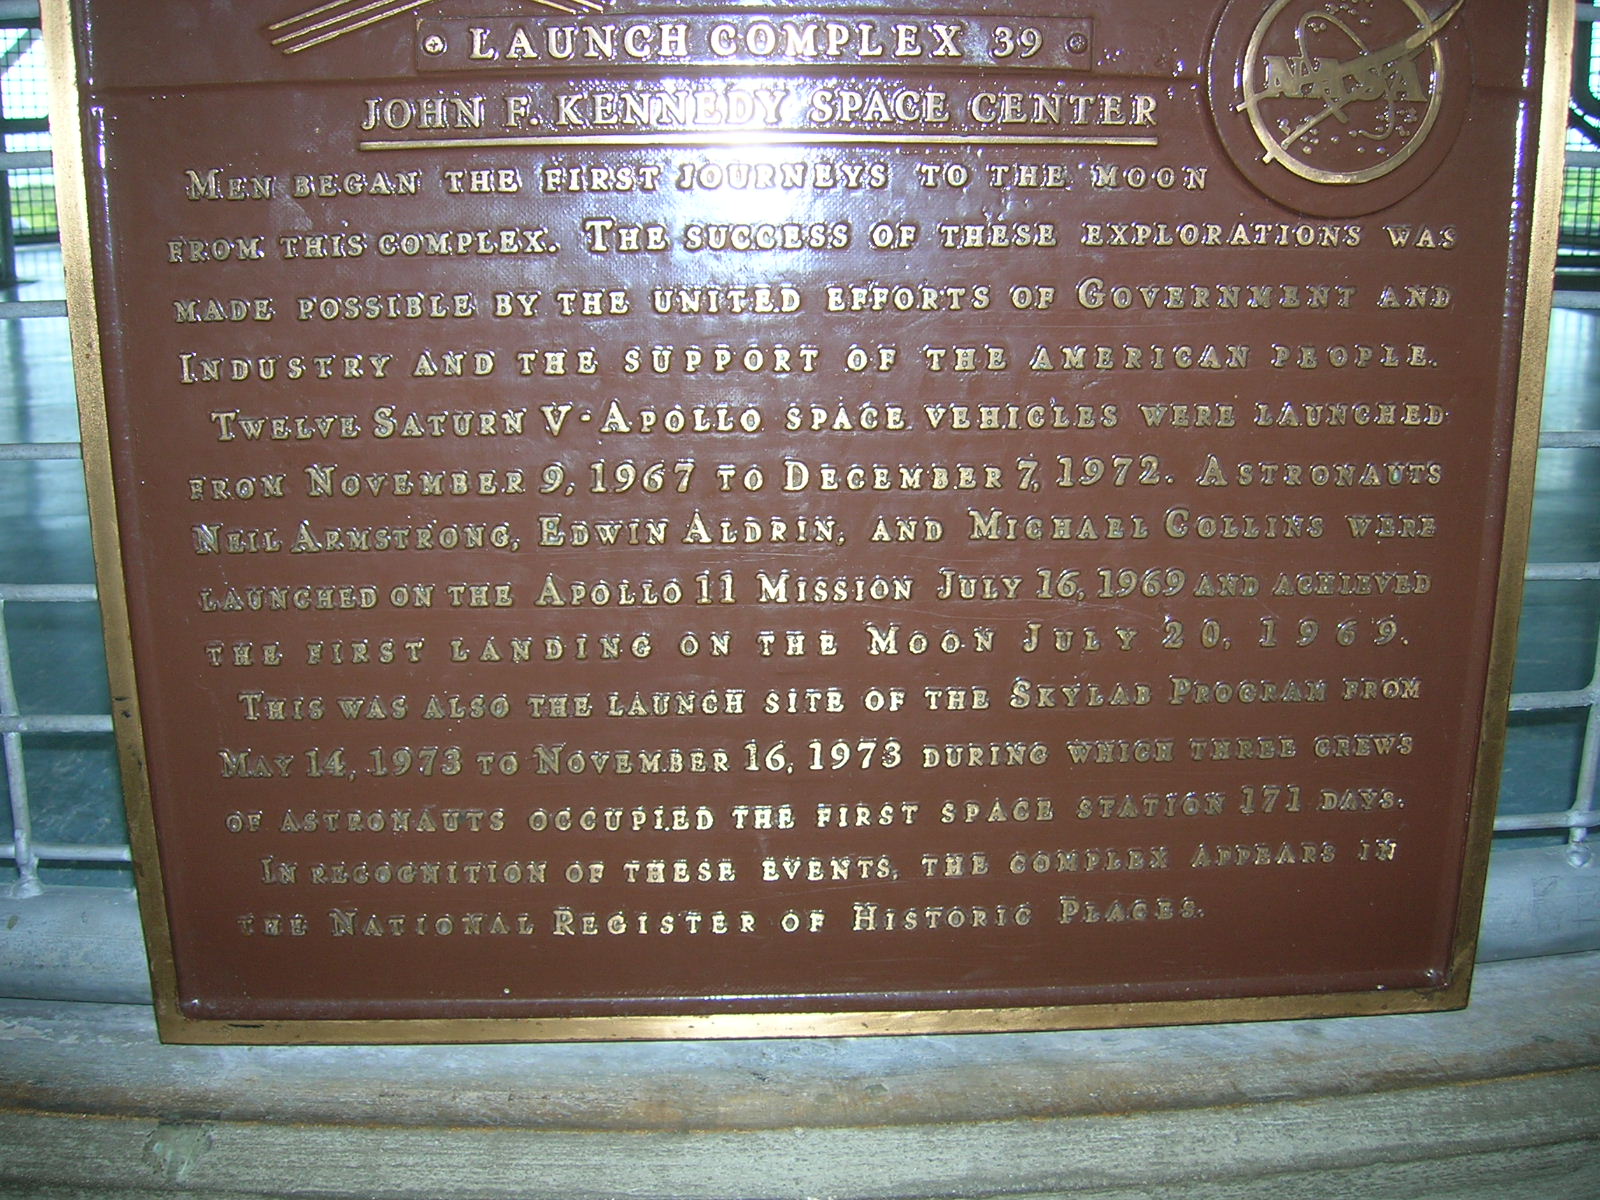 LAUNCH COMPLEX 39
NASA
JOHN F. KENNEDY SPACE CENTER
MEN BEGAN THE FIRST JOURNEYS TO THE MOON
FROM THIS COMPLEX. THE SUCCESS OF THESE EXPLORATIONS WAS
MADE POSSIBLE BY THE UNITED EFFORTS OF GOVERNMENT AND
INDUSTRY AND THE SUPPORT OF THE AMERICAN PEOPLE.
TWELVE SATURN V-APOLLO SPACE VEHICLES WERE LAUNCHED
FROM NOVEMBER 9, 1967 TO DECEMBER 7, 1972. ASTRONAUTS
NEIL ARMSTRONG, EDWIN ALDRIN, AND MICHAEL COLLINS WERE
LAUNCHED ON THE APOLLO 11 MISSION JULY 16, 1969 AND ACHIEVED
THE FIRST LANDING ON THE MOON JULY 20, 1969.
THIS WAS ALSO THE LAUNCH SITE OF THE SKYLAB PROGRAM FROM
MAY 14, 1973 TO NOVEMBER 16, 1973 DURING WHICH THREE CREWS
OF ASTRONAUTS OCCUPIED THE FIRST SPACE STATION 171 DAYS.
IN RECOGNITION OF THESE EVENTS, THE COMPLEX APPEARS IN
THE NATIONAL REGISTER OF HISTORIC PLACES.